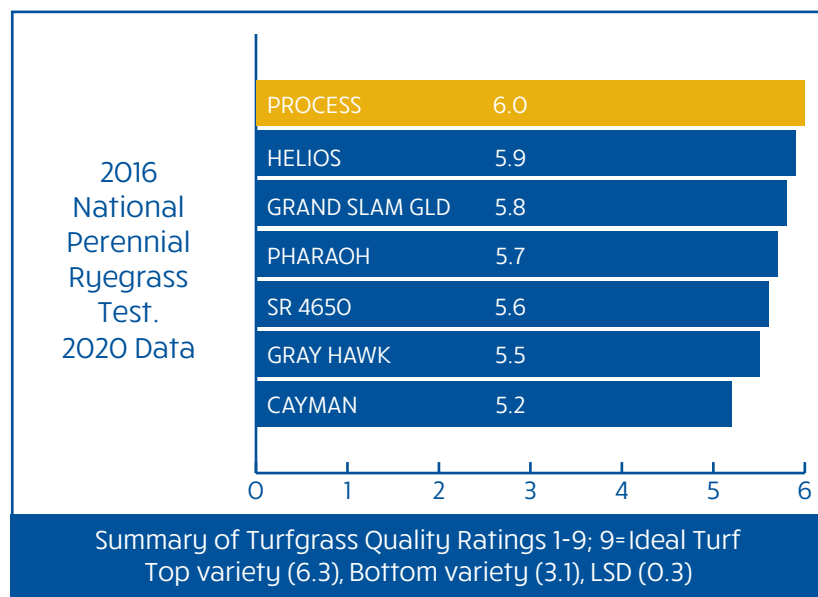 2016
National
Perennial
Ryegrass
Test.
2020 Data
PROCESS 6.0
HELIOS 5.9
GRAND SLAM GLD 5.8
PHARAOH 5.7
SR 4650 5.6
GRAY HAWK 5.5
CAYMAN 5.2
0 1 2 3 4 5 6
Summary of Turfgrass Quality Ratings 1-9; 9=Ideal Turf
Top variety (6.3), Bottom variety (3.1), LSD (0.3)